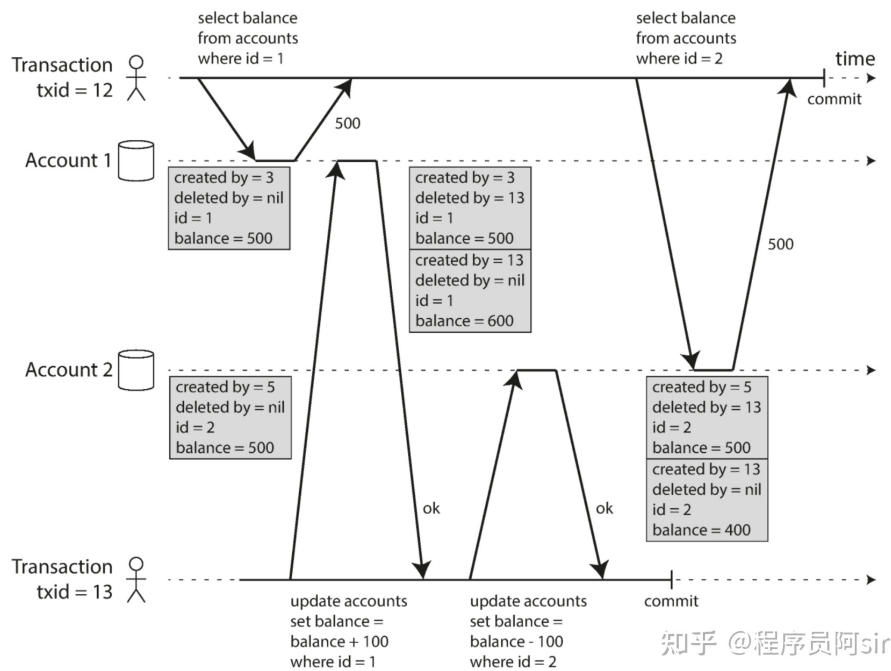 select balance
from accounts
where id = 1
select balance
from accounts
where id = 2
Transaction
txid = 12
time
commit
500
Account 1
created by = 3
deleted by = nil
id = 1
balance = 500
created by = 3
deleted by = 13
id = 1
balance = 500
created by = 13
deleted by = nil
id = 1
balance = 600
500
Account 2
created by = 5
deleted by = nil
id = 2
balance = 500
created by = 5
deleted by = 13
id = 2
balance = 500
created by = 13
deleted by = nil
id = 2
balance = 400
ok
ok
Transaction
txid = 13
update accounts
set balance =
balance + 100
where id = 1
update accounts
set balance =
balance - 100
where id = 2
commit
知乎 @程序员阿sir